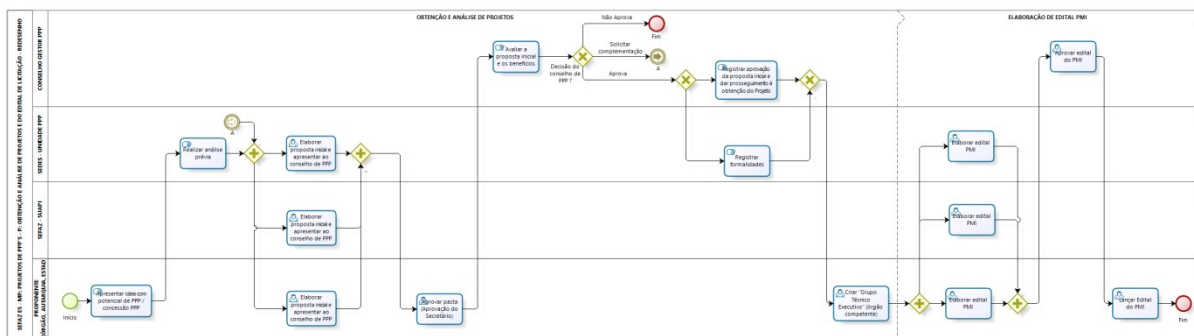 OBTENÇÃO E ANÁLISE DE PROJETOS
ELABORAÇÃO DE EDITAL PMI
SEFAZ ES - MP: PROJETOS DE PPP'S - P: OBTENÇÃO E ANÁLISE DE PROJETOS E DO EDITAL DE LICITAÇÃO - REDESENHO
CONSELHO GESTOR PPP
Avaliar a
proposta inicial
e os benefícios
Decisão do
conselho de
PPP ?
Não Aprova
Fim
Solicitar
complementação
A
Aprova
Registrar aprovação
da proposta inicial e
dar prosseguimento à
obtenção do Projeto
Aprovar edital
do PMI
SEDES - UNIDADE PPP
Realizar análise
prévia
A
Elaborar
proposta inicial e
apresentar ao
conselho de PPP
Registrar
formalidades
Elaborar edital
PMI
SEFAZ - SUAPI
Elaborar
proposta inicial e
apresentar ao
conselho de PPP
Elaborar edital
PMI
PROPONENTE
(ÓRGÃO, AUTARQUIA, ESTAD
Início
Apresentar ideia com
potencial de PPP /
concessão PPP
Elaborar
proposta inicial e
apresentar ao
conselho de PPP
Aprovar pasta
(Aprovação do
Secretário)
Criar "Grupo
Técnico
Executivo" (órgão
competente)
Elaborar edital
PMI
Lançar Edital
do PMI
Fim